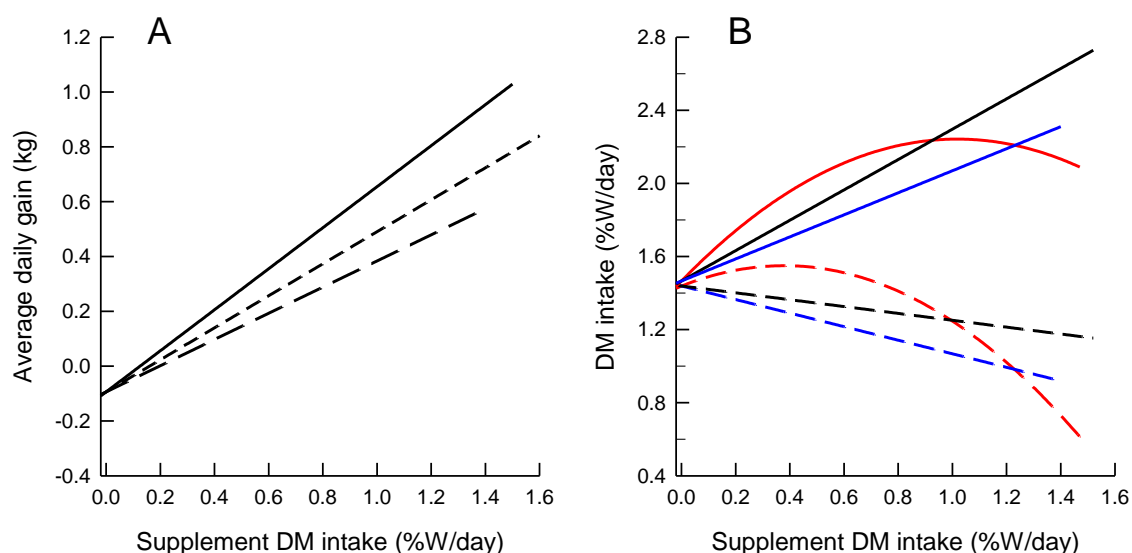 A
Average daily gain (kg)
1.2
1.0
0.8
0.6
0.4
0.2
0.0
-0.2
-0.4
0.0 0.2 0.4 0.6 0.8 1.0 1.2 1.4 1.6
Supplement DM intake (%W/day)
B
DM intake (%W/day)
2.8
2.4
2.0
1.6
1.2
0.8
0.4
0.0 0.2 0.4 0.6 0.8 1.0 1.2 1.4 1.6
Supplement DM intake (%W/day)